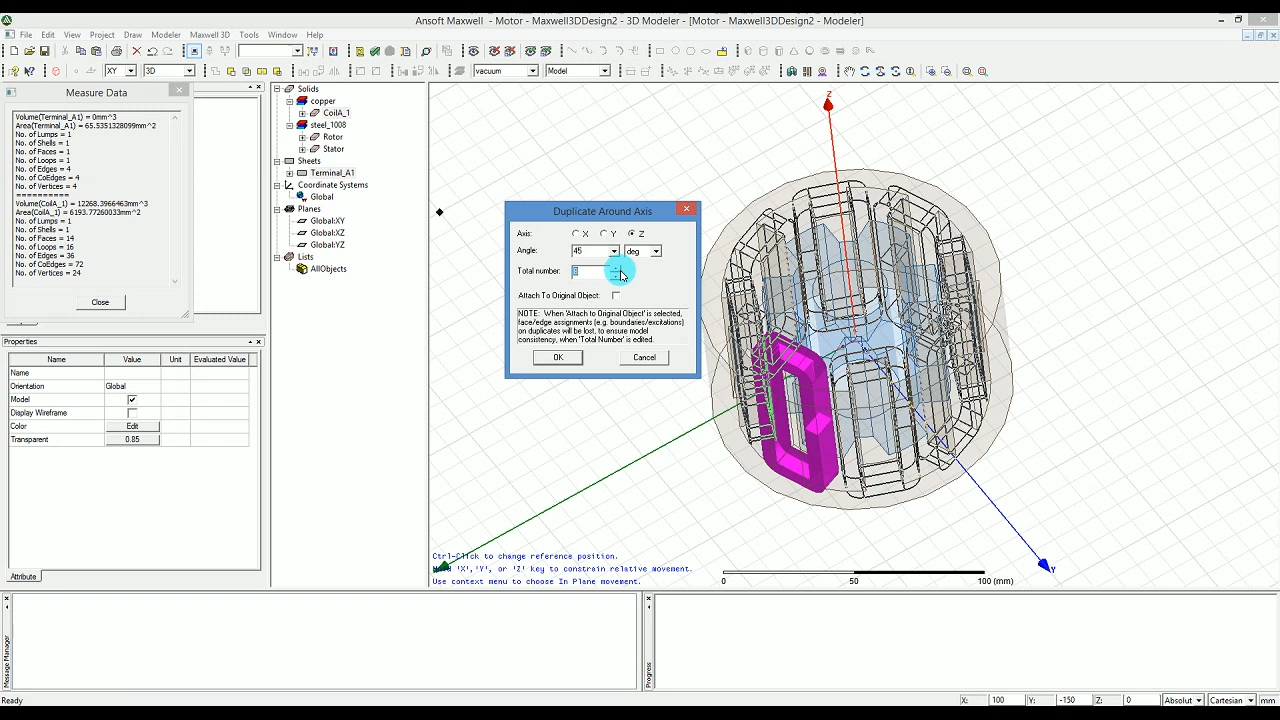 Ansoft Maxwell - Motor - Maxwell3DDesign2 - 3D Modeler - [Motor - Maxwell3DDesign2 - Modeler]
File Edit View Project Draw Modeler Maxwell 3D Tools Window Help
XY 3D vacuum Model
Measure Data
Volume(Terminal_A1) = 0mm^3
Area(Terminal_A1) = 65.5351328099mm^2
No. of Lumps = 1
No. of Shells = 1
No. of Faces = 1
No. of Loops = 1
No. of Edges = 4
No. of CoEdges = 4
No. of Vertices = 4
==========
Volume(CoilA_1) = 12268.3966463mm^3
Area(CoilA_1) = 6193.77260033mm^2
No. of Lumps = 1
No. of Shells = 1
No. of Faces = 14
No. of Loops = 16
No. of Edges = 36
No. of CoEdges = 72
No. of Vertices = 24
Close
Solids
copper
CoilA_1
steel_1008
Rotor
Stator
Sheets
Terminal_A1
Coordinate Systems
Global
Planes
Global:XY
Global:XZ
Global:YZ
Lists
AllObjects
Properties
Name Value Unit Evaluated Value
Name
Orientation Global
Model
Display Wireframe
Color Edit
Transparent 0.85
Attribute
Duplicate Around Axis
Axis: X Y Z
Angle: 45 deg
Total number:
Attach To Original Object:
NOTE: When 'Attach to Original Object' is selected,
face/edge assignments (e.g. boundaries/excitations)
on duplicates will be lost, to ensure model
consistency, when 'Total Number' is edited.
OK Cancel
Z
Y
Ctrl-Click to change reference position.
'X','Y', or 'Z' key to constrain relative movement.
Use context menu to choose In Plane movement.
0 50 100 (mm)
Message Manager
Progress
Ready
X: 100 Y: -150 Z: 0 Absolut Cartesian mm